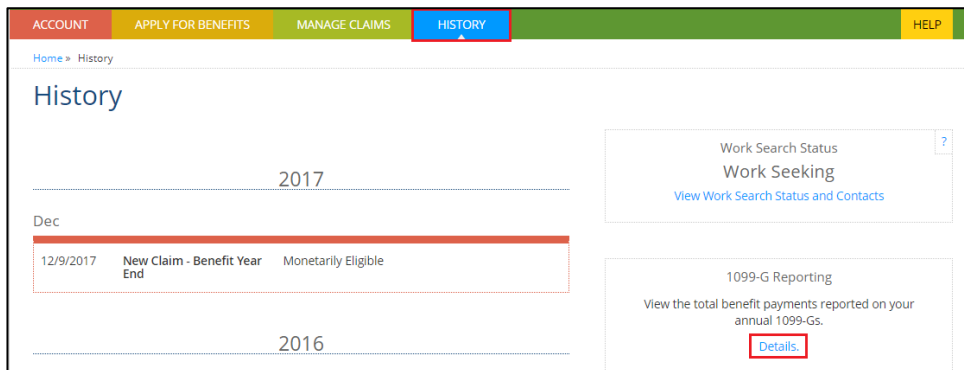 ACCOUNT APPLY FOR BENEFITS MANAGE CLAIMS HISTORY HELP
Home » History
History
2017
Dec
12/9/2017 New Claim - Benefit Year Monetarily Eligible
End
2016
?
Work Search Status
Work Seeking
View Work Search Status and Contacts
1099-G Reporting
View the total benefit payments reported on your
annual 1099-Gs.
Details.